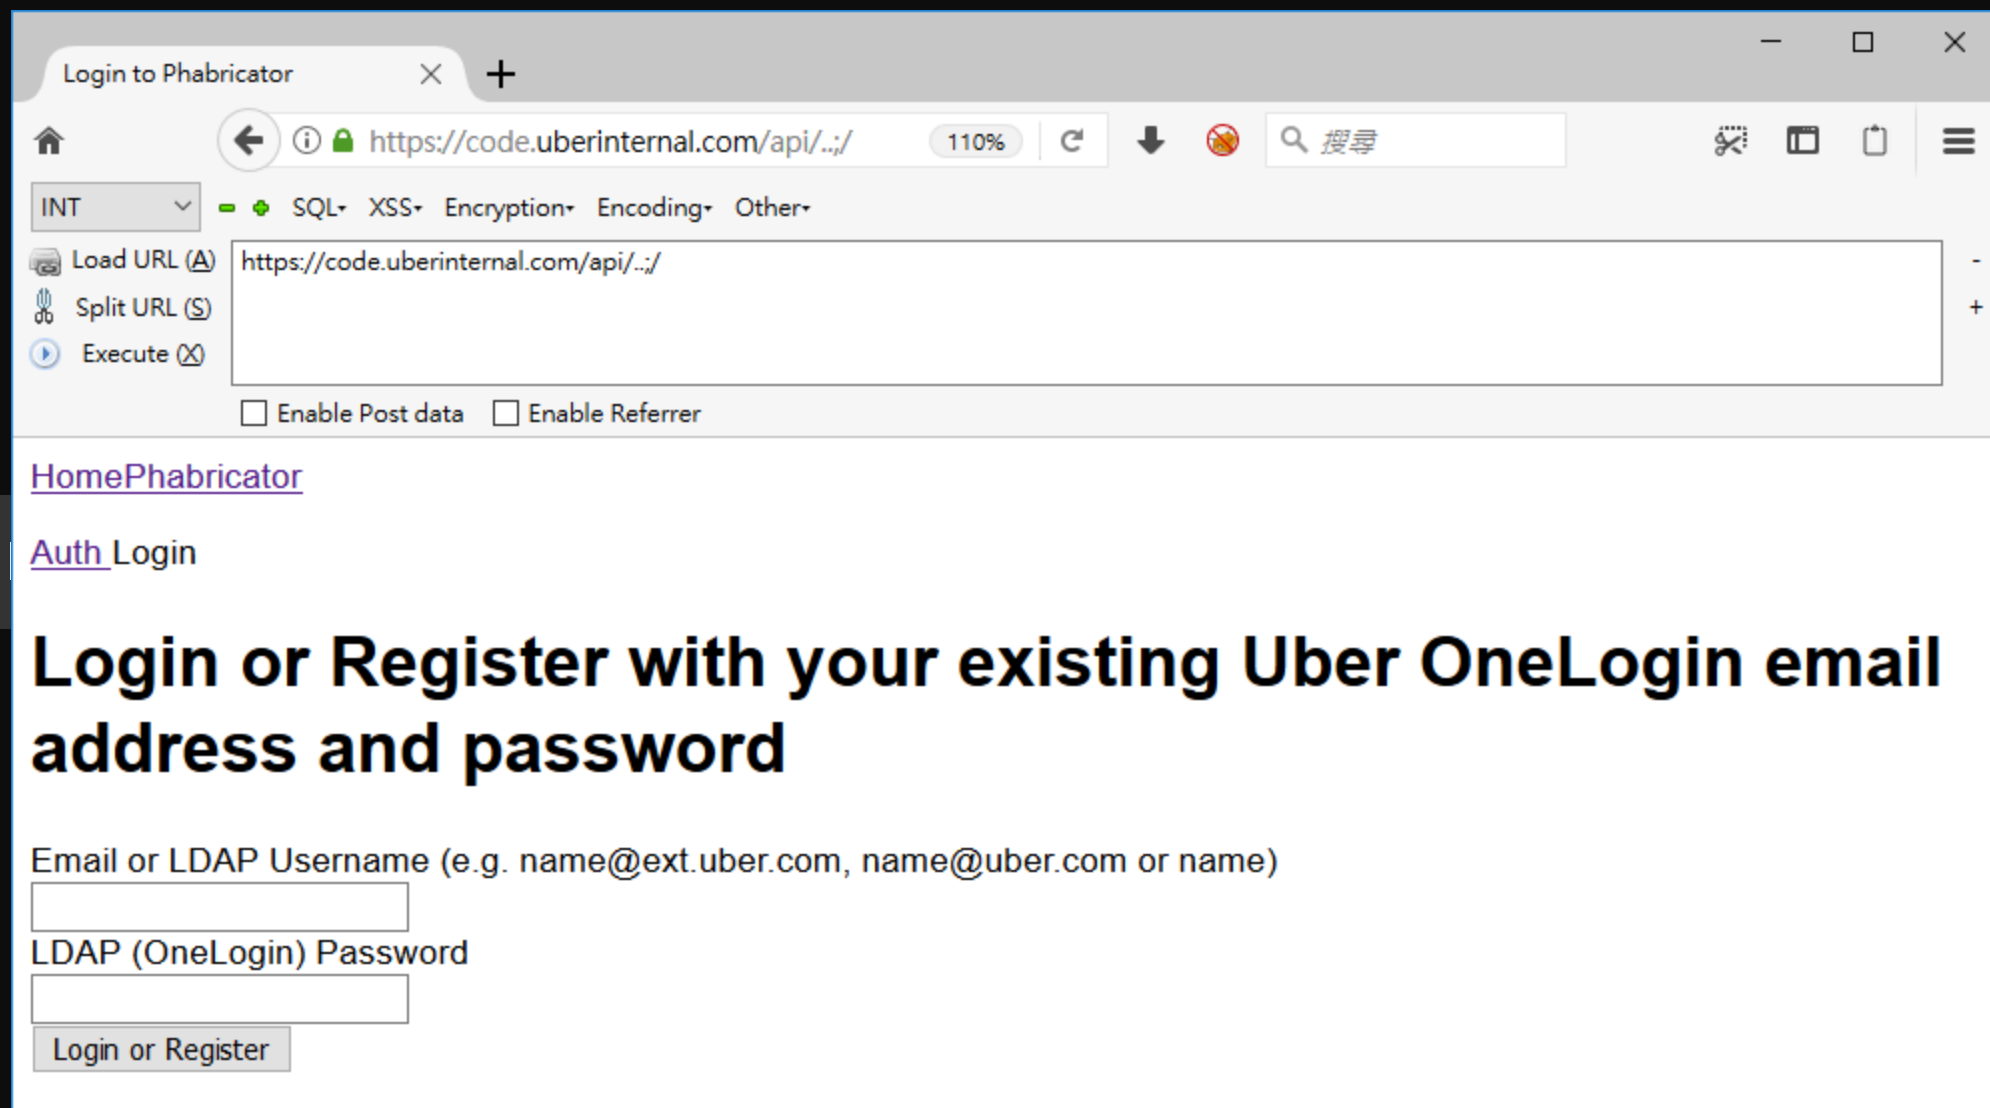 Login to Phabricator
https://code.uberinternal.com/api/..;/
110%
搜尋
INT
SQL
XSS
Encryption
Encoding
Other
Load URL (A)
https://code.uberinternal.com/api/..;/
-
Split URL (S)
+
Execute (X)
Enable Post data
Enable Referrer
HomePhabricator
Auth Login
Login or Register with your existing Uber OneLogin email
address and password
Email or LDAP Username (e.g. name@ext.uber.com, name@uber.com or name)
LDAP (OneLogin) Password
Login or Register